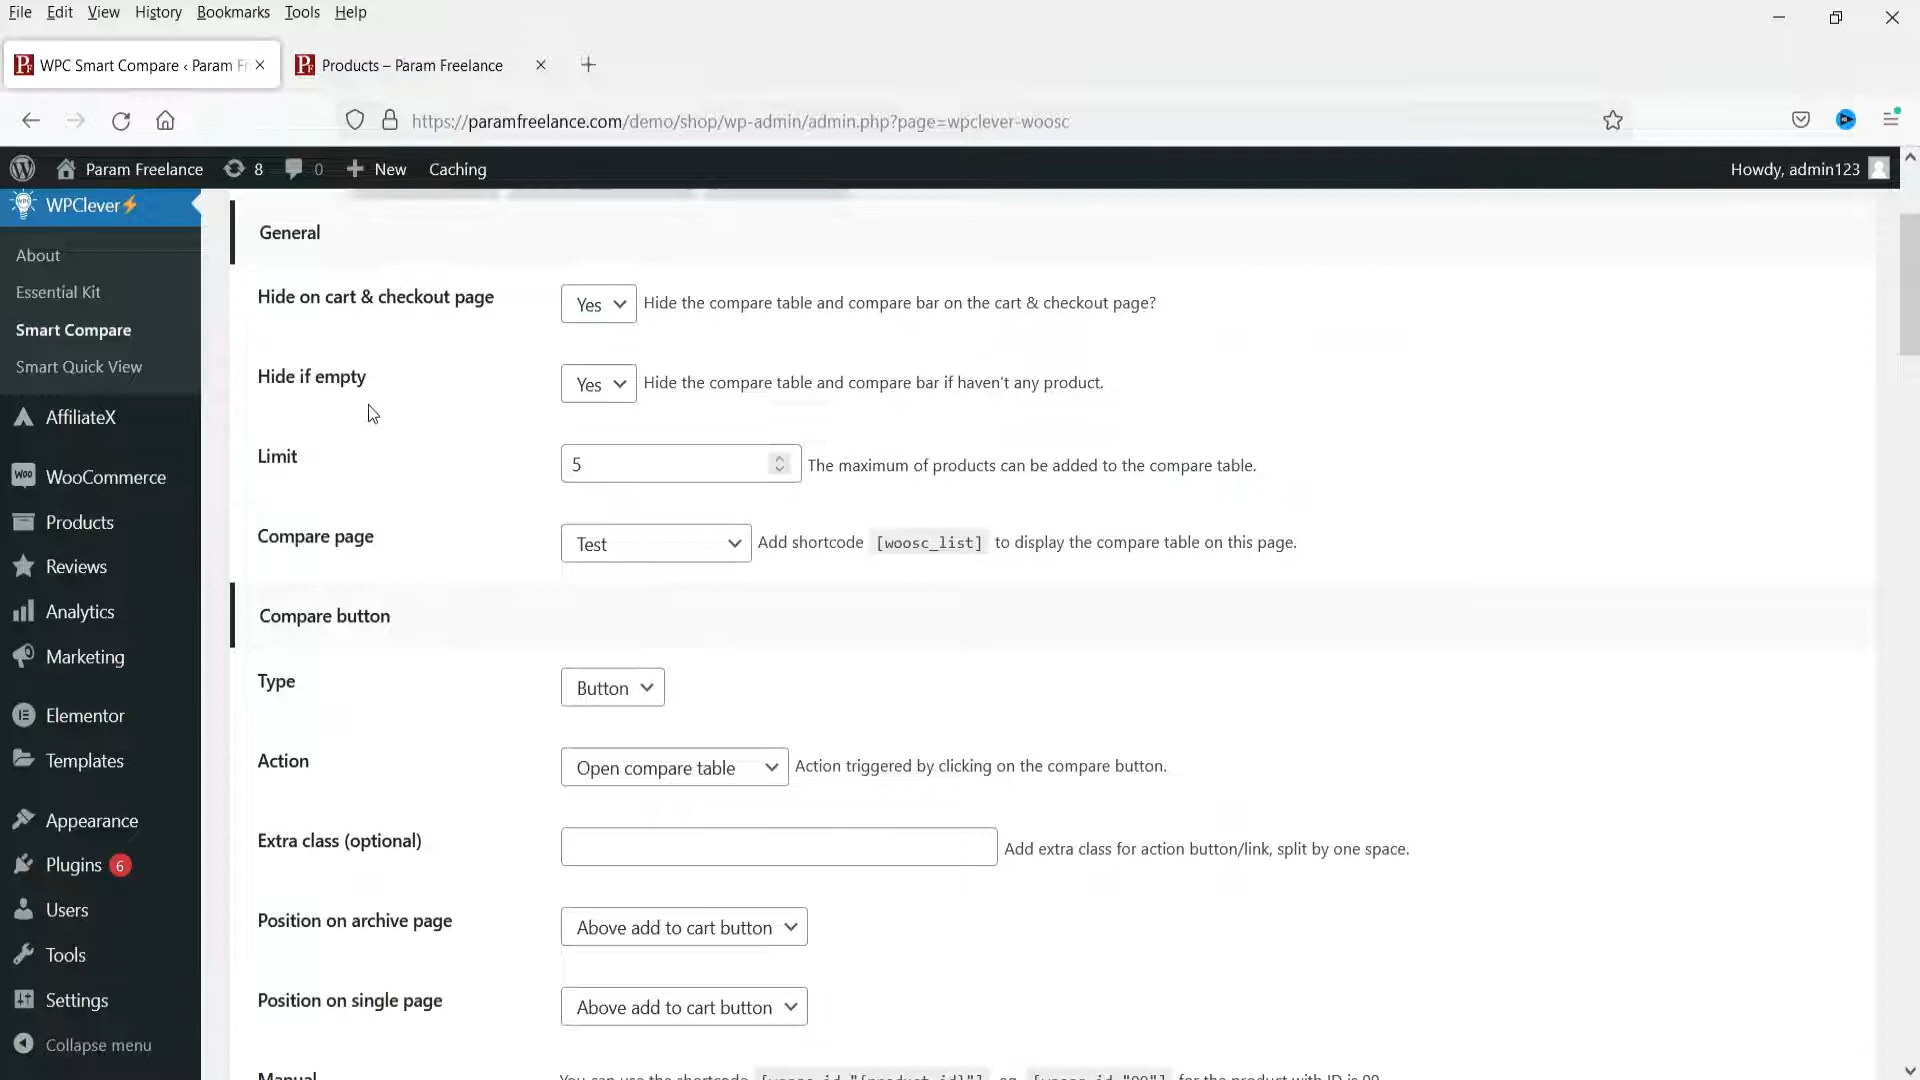 File Edit View History Bookmarks Tools Help
WPC Smart Compare ‹ Param Fr
Products – Param Freelance
https://paramfreelance.com/demo/shop/wp-admin/admin.php?page=wpclever-woosc
Param Freelance 8 0 New Caching Howdy, admin123
WPClever
About
Essential Kit
Smart Compare
Smart Quick View
AffiliateX
WooCommerce
Products
Reviews
Analytics
Marketing
Elementor
Templates
Appearance
Plugins 6
Users
Tools
Settings
Collapse menu
General
Hide on cart & checkout page Yes Hide the compare table and compare bar on the cart & checkout page?
Hide if empty Yes Hide the compare table and compare bar if haven't any product.
Limit 5 The maximum of products can be added to the compare table.
Compare page Test Add shortcode [woosc_list] to display the compare table on this page.
Compare button
Type Button
Action Open compare table Action triggered by clicking on the compare button.
Extra class (optional) Add extra class for action button/link, split by one space.
Position on archive page Above add to cart button
Position on single page Above add to cart button
Manual You can use the shortcode